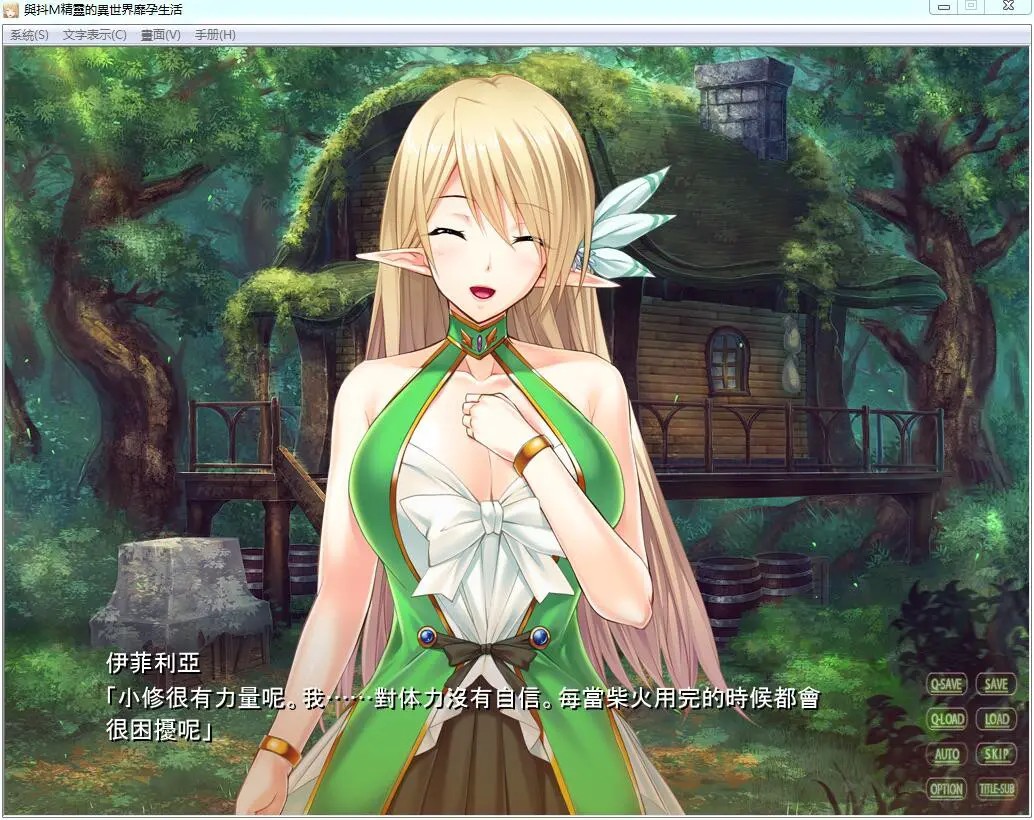 與抖M精靈的異世界靡孕生活
系统(S) 文字表示(C) 畫面(V) 手册(H)
伊菲利亞
「小修很有力量呢。我……對体力沒有自信。每當柴火用完的時候都會
很困擾呢」
Q-SAVE SAVE
Q-LOAD LOAD
AUTO SKIP
OPTION TITLE-SUB